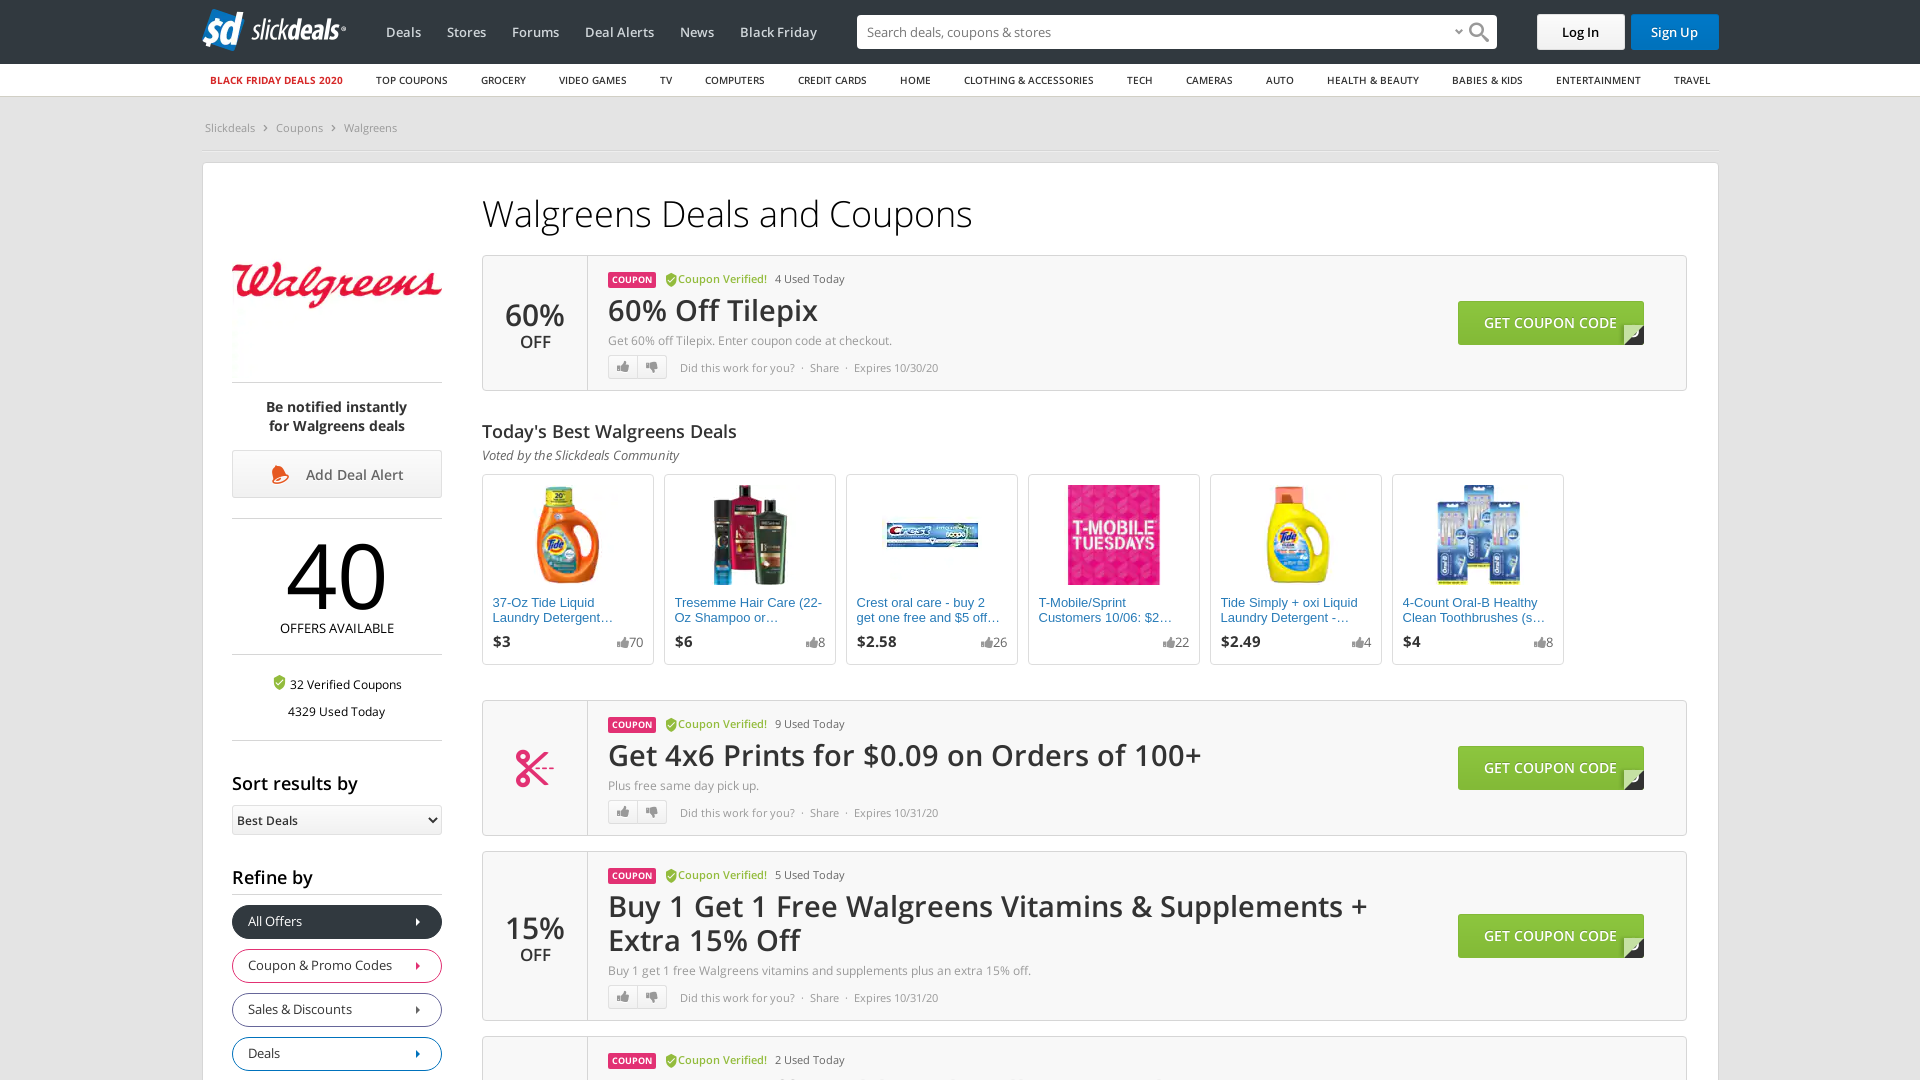 sd slickdeals
Deals
Stores
Forums
Deal Alerts
News
Black Friday
Search deals, coupons & stores
Log In
Sign Up
BLACK FRIDAY DEALS 2020
TOP COUPONS
GROCERY
VIDEO GAMES
TV
COMPUTERS
CREDIT CARDS
HOME
CLOTHING & ACCESSORIES
TECH
CAMERAS
AUTO
HEALTH & BEAUTY
BABIES & KIDS
ENTERTAINMENT
TRAVEL
Slickdeals > Coupons > Walgreens
Walgreens
Be notified instantly
for Walgreens deals
Add Deal Alert
40
OFFERS AVAILABLE
32 Verified Coupons
4329 Used Today
Sort results by
Best Deals
Refine by
All Offers
Coupon & Promo Codes
Sales & Discounts
Deals
Walgreens Deals and Coupons
60%
OFF
COUPON Coupon Verified! 4 Used Today
60% Off Tilepix
Get 60% off Tilepix. Enter coupon code at checkout.
Did this work for you? · Share · Expires 10/30/20
GET COUPON CODE
Today's Best Walgreens Deals
Voted by the Slickdeals Community
Tide
37-Oz Tide Liquid
Laundry Detergent…
$3
70
Tresemme Hair Care (22-
Oz Shampoo or…
$6
8
Crest
scope
Crest oral care - buy 2
get one free and $5 off…
$2.58
26
T-MOBILE
TUESDAYS
T-Mobile/Sprint
Customers 10/06: $2…
22
Tide
Tide Simply + oxi Liquid
Laundry Detergent -…
$2.49
4
Oral-B
4-Count Oral-B Healthy
Clean Toothbrushes (s…
$4
8
COUPON Coupon Verified! 9 Used Today
Get 4x6 Prints for $0.09 on Orders of 100+
Plus free same day pick up.
Did this work for you? · Share · Expires 10/31/20
GET COUPON CODE
15%
OFF
COUPON Coupon Verified! 5 Used Today
Buy 1 Get 1 Free Walgreens Vitamins & Supplements +
Extra 15% Off
Buy 1 get 1 free Walgreens vitamins and supplements plus an extra 15% off.
Did this work for you? · Share · Expires 10/31/20
GET COUPON CODE
COUPON Coupon Verified! 2 Used Today